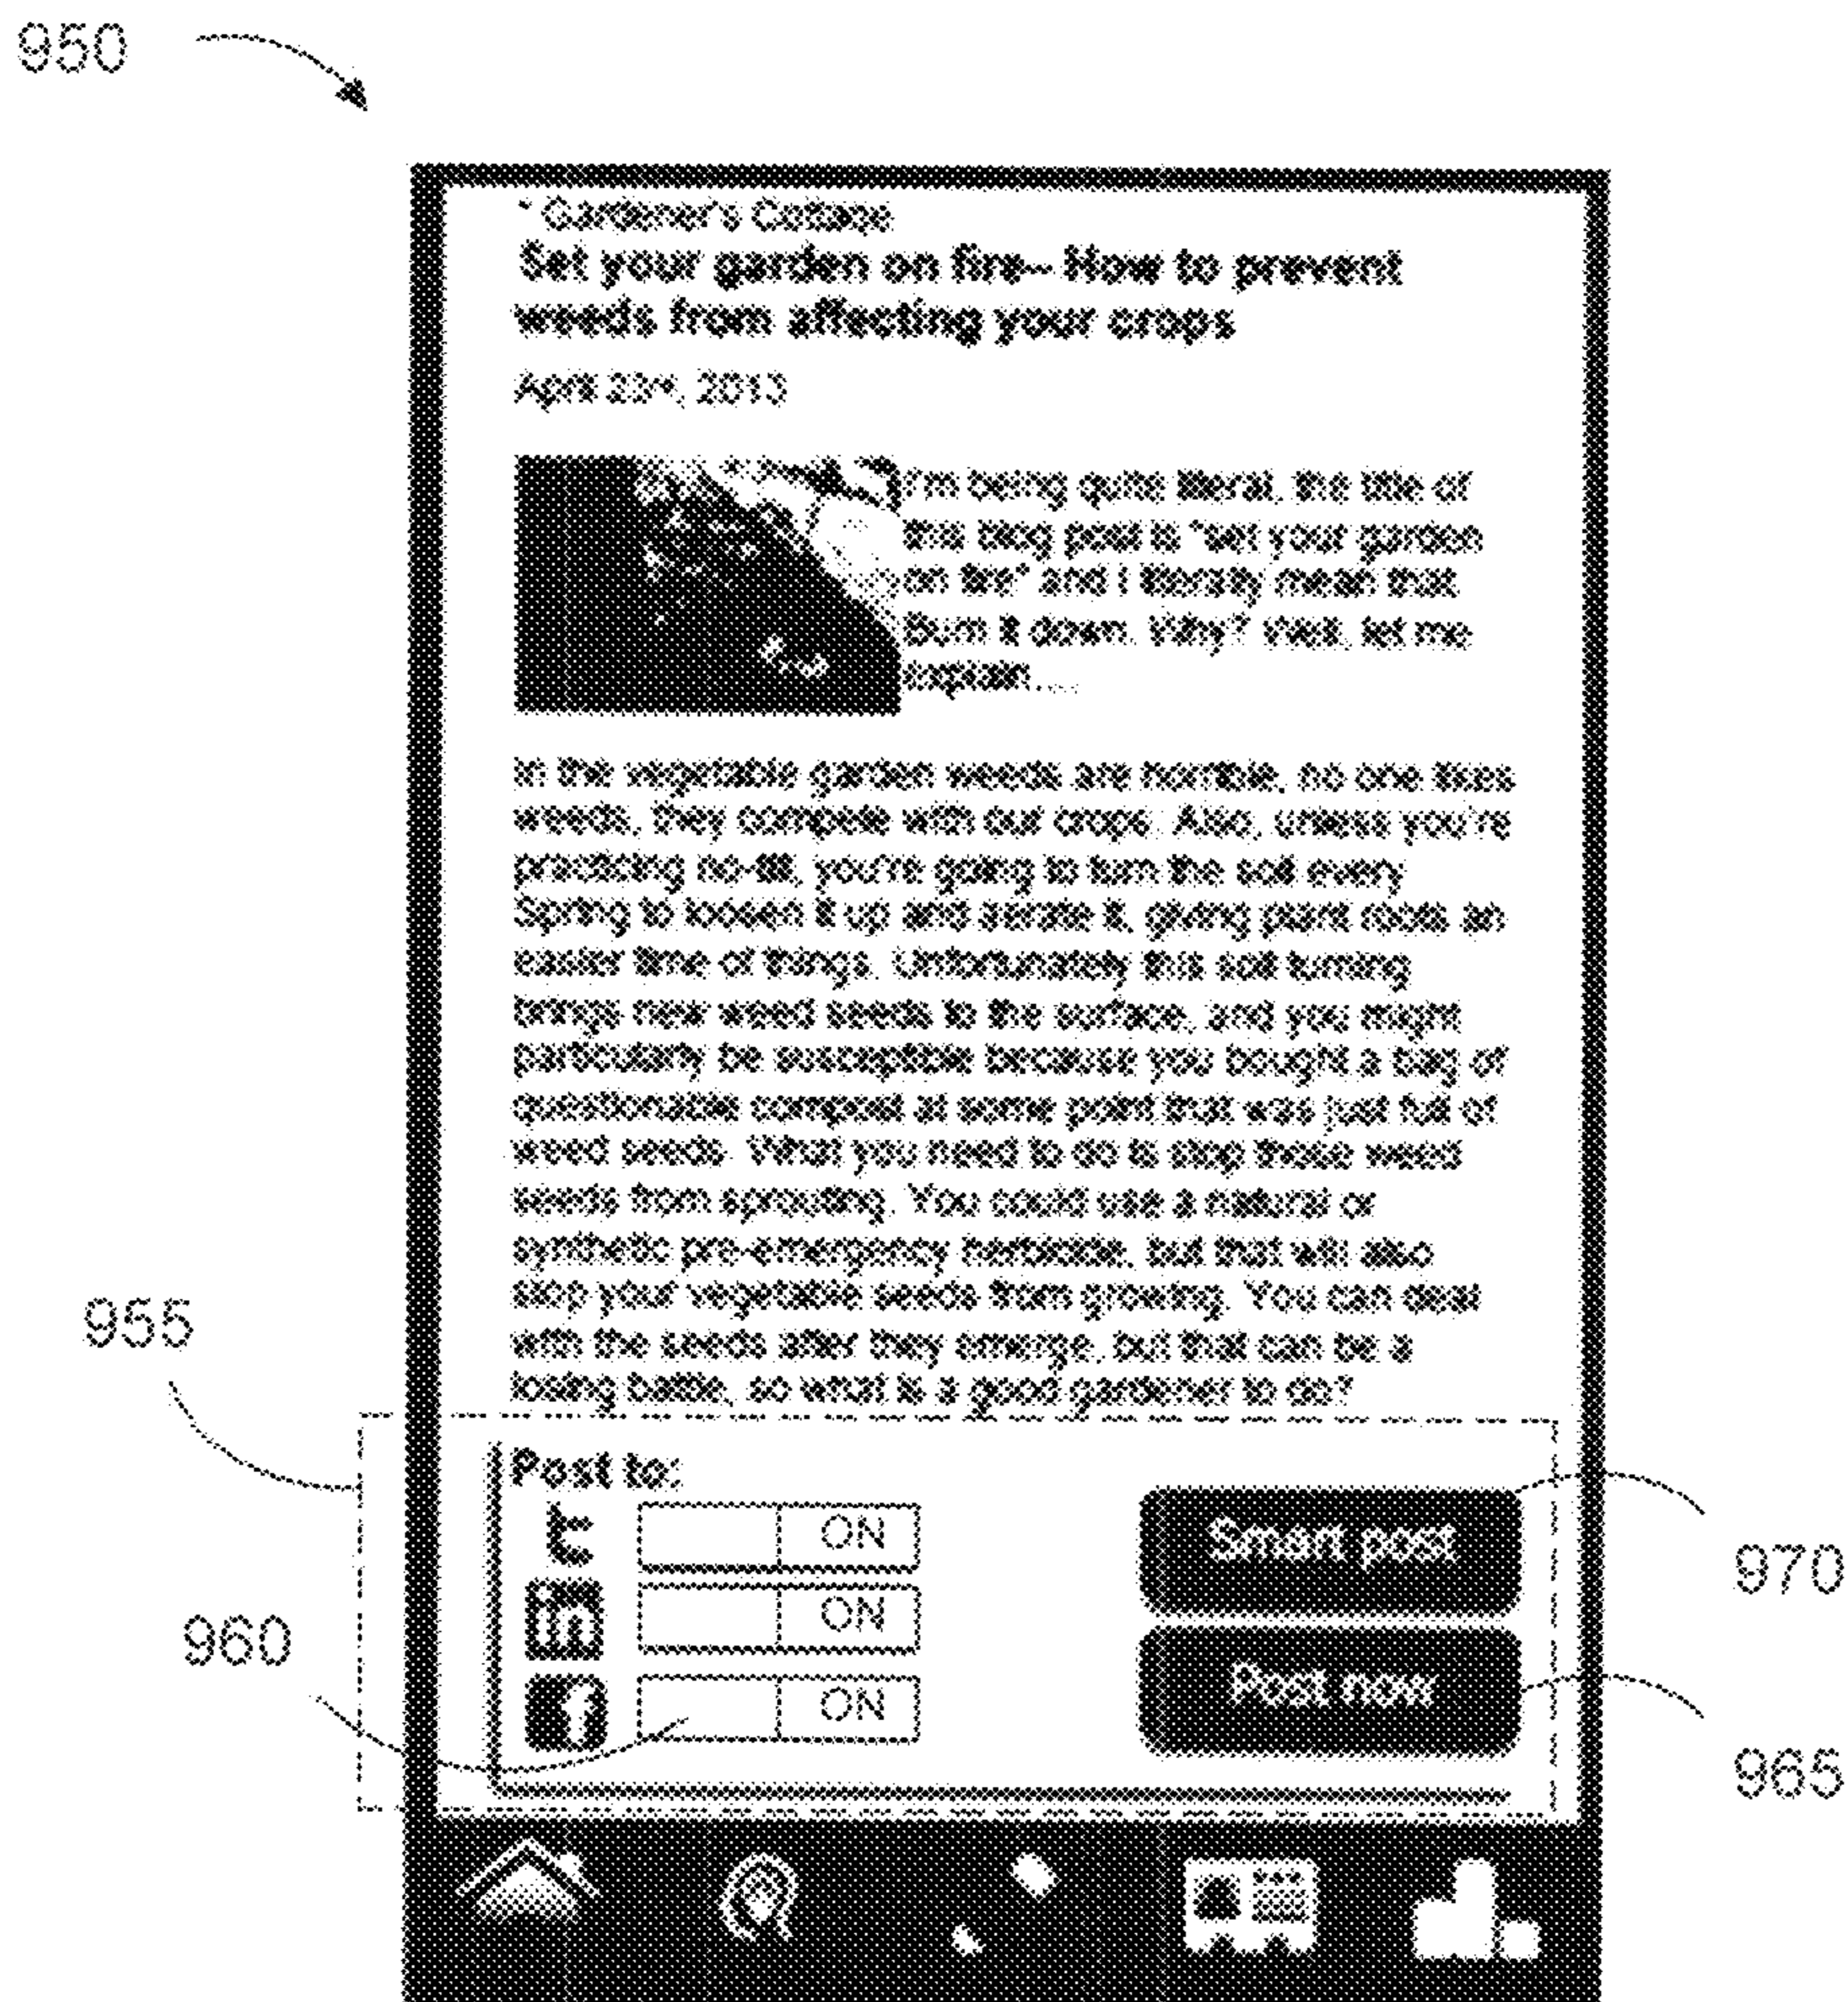 950
Gardener's Cottage
Set your garden on fire-- How to prevent
weeds from affecting your crops
April 23rd, 2013
I'm being quite literal, the title of
this blog post is "set your garden
on fire" and I literally mean that.
Burn it down. Why? Well, let me
explain....
In the vegetable garden weeds are horrible, no one likes
weeds, they compete with our crops. Also, unless you're
practicing no-till, you're going to turn the soil every
Spring to loosen it up and aerate it, giving plant roots an
easier time of things. Unfortunately this soil turning
brings new weed seeds to the surface, and you might
particularly be susceptible because you bought a bag of
questionable compost at some point that was just full of
weed seeds. What you need to do is stop those weed
seeds from sprouting. You could use a natural or
synthetic pre-emergency herbicide, but that will also
stop your vegetable seeds from growing. You can deal
with the seeds after they emerge, but that can be a
losing battle, so what is a good gardener to do?
955
Post to:
t ON
in ON
f ON
Smart post
Post now
960
970
965